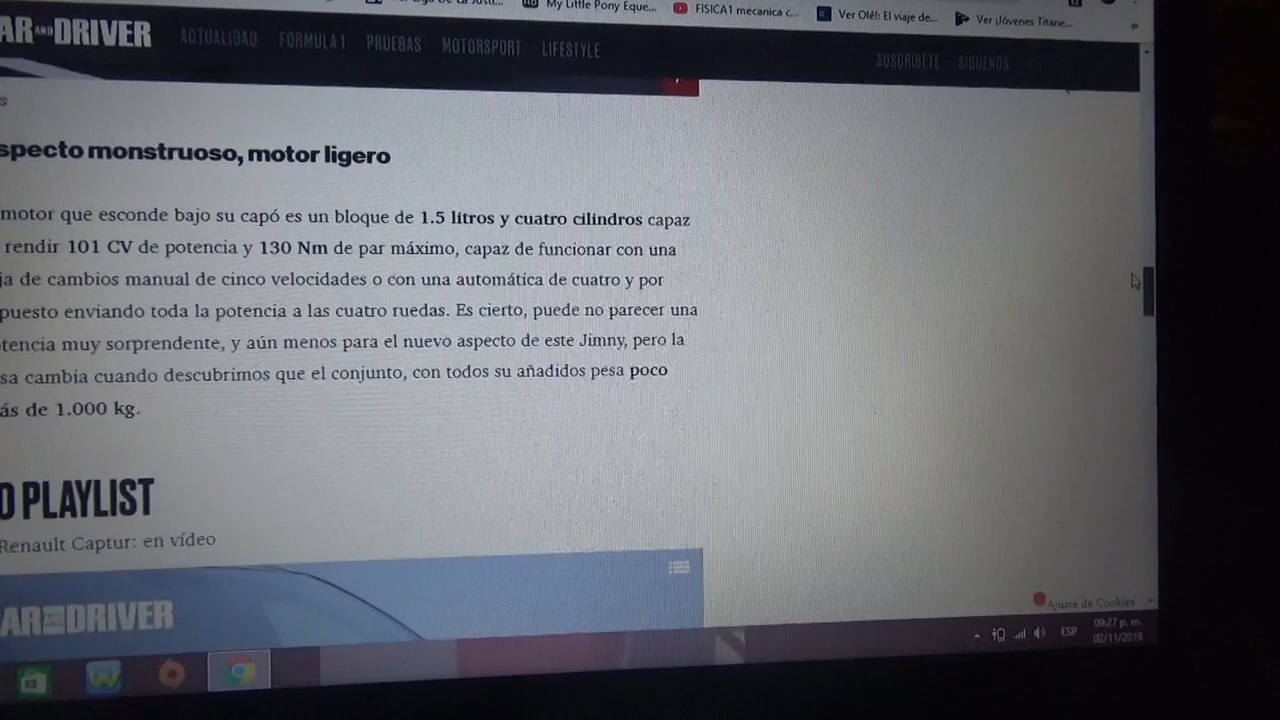 My Little Pony Eque...
FISICA1 mecanica c...
Ver Olé!: El viaje de...
Ver ¡Jóvenes Titane...
»
AR AND DRIVER
ACTUALIDAD
FÓRMULA 1
PRUEBAS
MOTORSPORT
LIFESTYLE
SUSCRÍBETE
SÍGUENOS
s
specto monstruoso, motor ligero
motor que esconde bajo su capó es un bloque de 1.5 litros y cuatro cilindros capaz
rendir 101 CV de potencia y 130 Nm de par máximo, capaz de funcionar con una
ja de cambios manual de cinco velocidades o con una automática de cuatro y por
puesto enviando toda la potencia a las cuatro ruedas. Es cierto, puede no parecer una
tencia muy sorprendente, y aún menos para el nuevo aspecto de este Jimny, pero la
sa cambia cuando descubrimos que el conjunto, con todos su añadidos pesa poco
ás de 1.000 kg.
O PLAYLIST
Renault Captur: en vídeo
AR AND DRIVER
Ajuste de Cookies
ESP
09:27 p. m.
02/11/2019